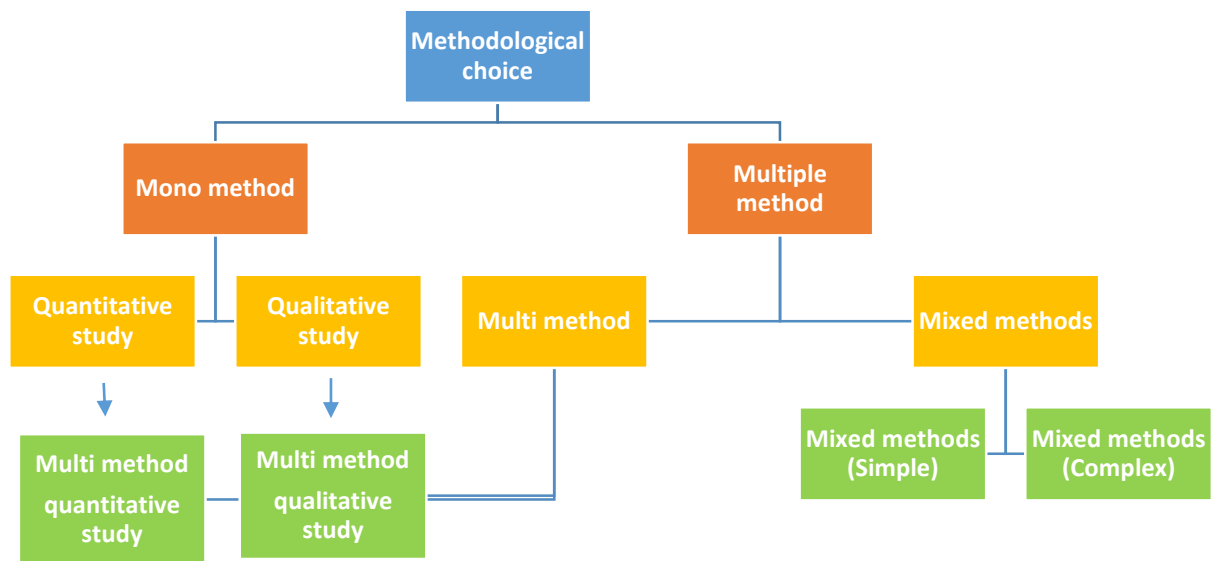 Methodological
choice
Mono method
Multiple
method
Quantitative
study
Qualitative
study
Multi method
Mixed methods
Multi method
quantitative
study
Multi method
qualitative
study
Mixed methods
(Simple)
Mixed methods
(Complex)